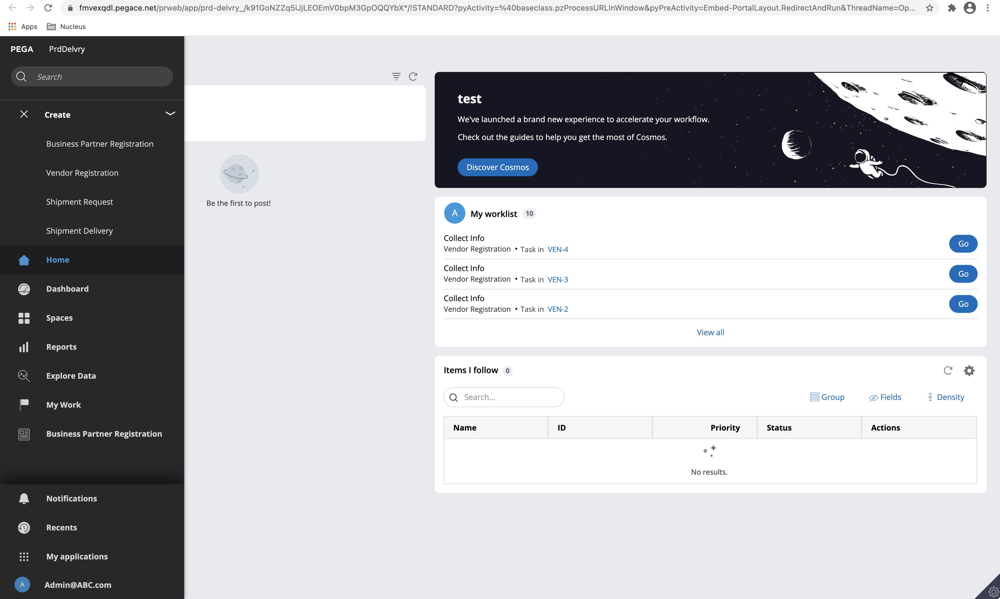 fmvexqdl.pegace.net/prweb/app/prd-delvry_/k91GoNZZq5iJjLEOEmV0bpM3GpOQQYbX*/!STANDARD?pyActivity=%40baseclass.pzProcessURLInWindow&pyPreActivity=Embed-PortalLayout.RedirectAndRun&ThreadName=Op...
Apps
Nucleus
PEGA
PrdDelvry
Search
Create
Business Partner Registration
Vendor Registration
Shipment Request
Shipment Delivery
Home
Dashboard
Spaces
Reports
Explore Data
My Work
Business Partner Registration
Notifications
Recents
My applications
A
Admin@ABC.com
Be the first to post!
test
We've launched a brand new experience to accelerate your workflow.
Check out the guides to help you get the most of Cosmos.
Discover Cosmos
A
My worklist 10
Collect Info
Vendor Registration • Task in VEN-4
Go
Collect Info
Vendor Registration • Task in VEN-3
Go
Collect Info
Vendor Registration • Task in VEN-2
Go
View all
Items I follow 0
Search...
Group
Fields
Density
Name ID Priority Status Actions
No results.